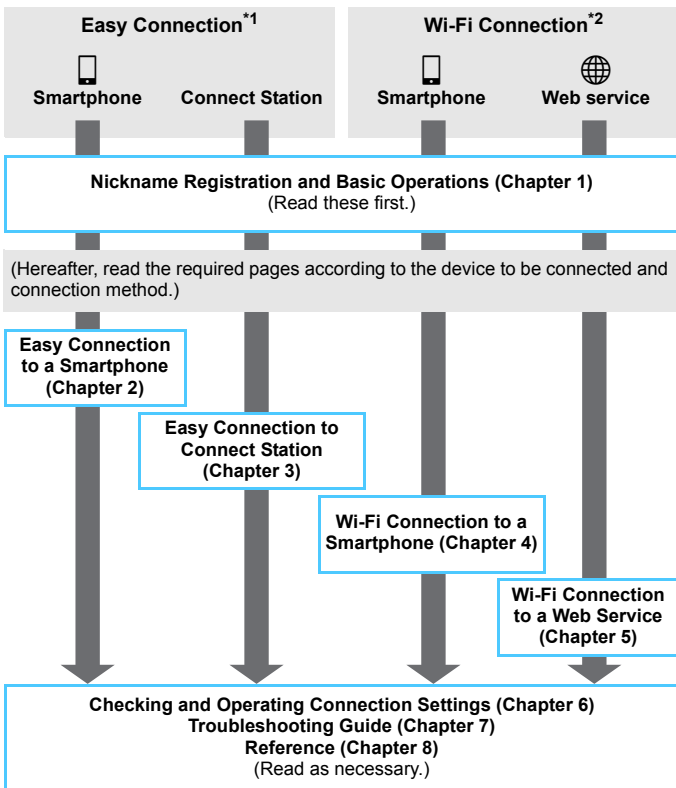 Easy Connection*1
Wi-Fi Connection*2
Smartphone
Connect Station
Smartphone
Web service
Nickname Registration and Basic Operations (Chapter 1)
(Read these first.)
(Hereafter, read the required pages according to the device to be connected and
connection method.)
Easy Connection
to a Smartphone
(Chapter 2)
Easy Connection to
Connect Station
(Chapter 3)
Wi-Fi Connection to a
Smartphone (Chapter 4)
Wi-Fi Connection
to a Web Service
(Chapter 5)
Checking and Operating Connection Settings (Chapter 6)
Troubleshooting Guide (Chapter 7)
Reference (Chapter 8)
(Read as necessary.)